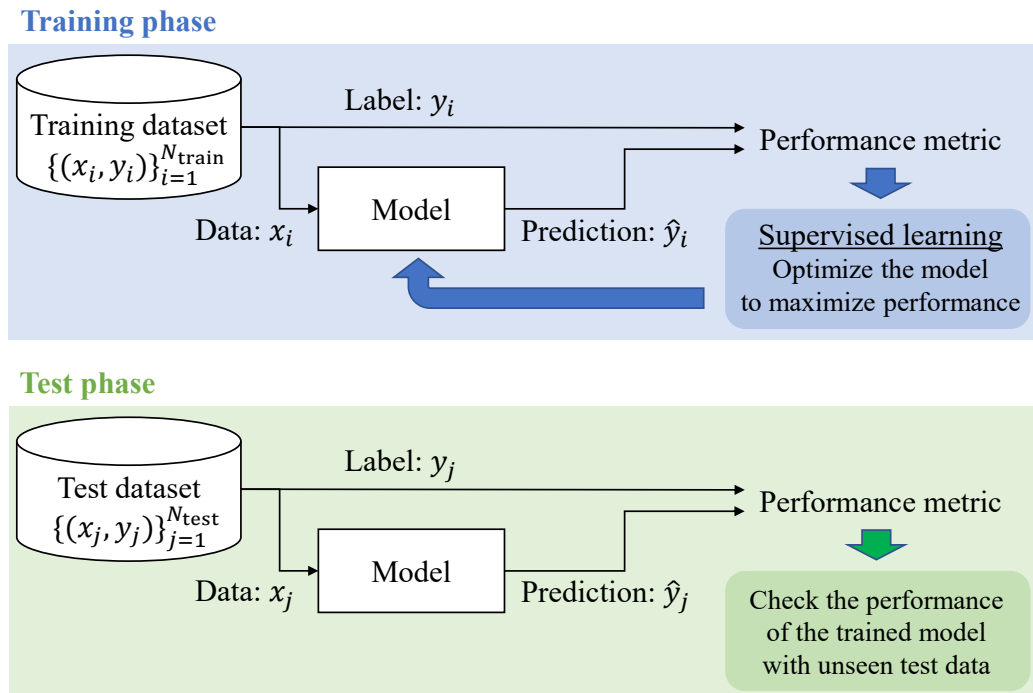 Training phase
Training dataset
{(x_i, y_i)}_{i=1}^{N_train}
Label: y_i
Data: x_i
Model
Prediction: ŷ_i
Performance metric
Supervised learning
Optimize the model
to maximize performance
Test phase
Test dataset
{(x_j, y_j)}_{j=1}^{N_test}
Label: y_j
Data: x_j
Model
Prediction: ŷ_j
Performance metric
Check the performance
of the trained model
with unseen test data